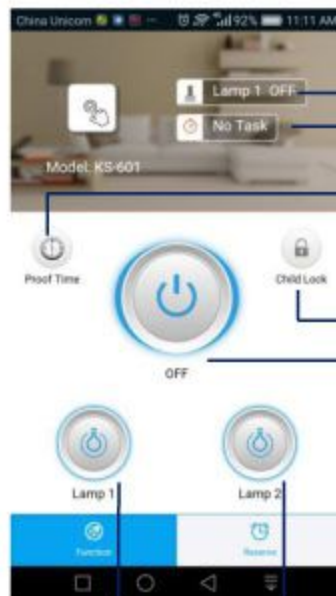 China Unicom 92% 11:11 AM
Lamp 1 OFF
No Task
Model: KS-601
Proof Time
Child Lock
OFF
Lamp 1
Lamp 2
Function
Reserve